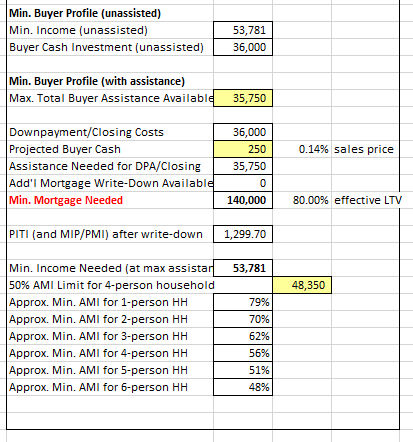 Min. Buyer Profile (unassisted)
Min. Income (unassisted) 53,781
Buyer Cash Investment (unassisted) 36,000
Min. Buyer Profile (with assistance)
Max. Total Buyer Assistance Available 35,750
Downpayment/Closing Costs 36,000
Projected Buyer Cash 250 0.14% sales price
Assistance Needed for DPA/Closing 35,750
Add'l Mortgage Write-Down Available 0
Min. Mortgage Needed 140,000 80.00% effective LTV
PITI (and MIP/PMI) after write-down 1,299.70
Min. Income Needed (at max assistan 53,781
50% AMI Limit for 4-person household 48,350
Approx. Min. AMI for 1-person HH 79%
Approx. Min. AMI for 2-person HH 70%
Approx. Min. AMI for 3-person HH 62%
Approx. Min. AMI for 4-person HH 56%
Approx. Min. AMI for 5-person HH 51%
Approx. Min. AMI for 6-person HH 48%